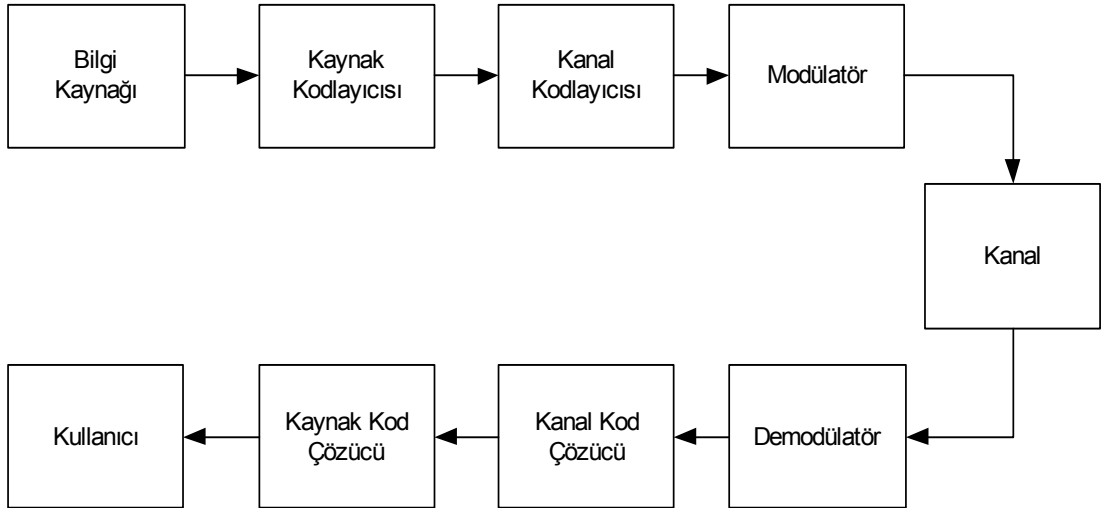 Bilgi
Kaynağı
Kaynak
Kodlayıcısı
Kanal
Kodlayıcısı
Modülatör
Kanal
Kullanıcı
Kaynak Kod
Çözücü
Kanal Kod
Çözücü
Demodülatör